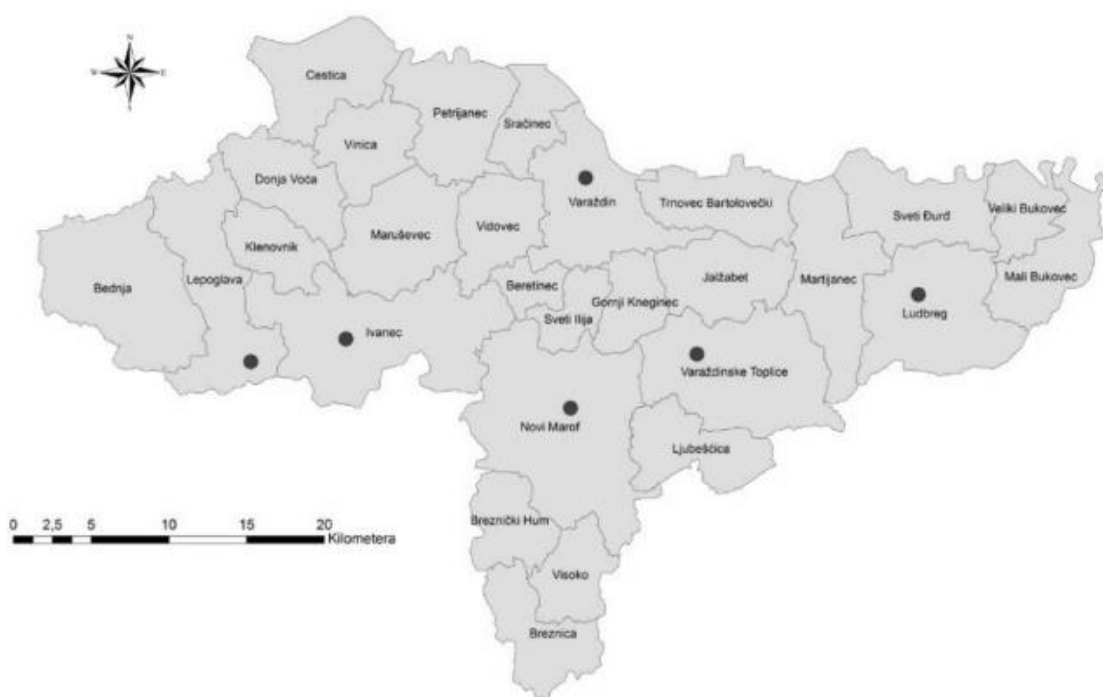 N
W E
S
Cestica
Petrijanec
Sračinec
Vinica
Donja Voća
Varaždin
Trnovec Bartolovečki
Sveti Đurđ
Veliki Bukovec
Klenovnik
Maruševec
Vidovec
Bednja
Lepoglava
Beretinec
Gornji Kneginec
Jalžabet
Martijanec
Mali Bukovec
Sveti Ilija
Ludbreg
Ivanec
Varaždinske Toplice
Novi Marof
Ljubešćica
Breznički Hum
Visoko
Breznica
0 2,5 5 10 15 20
Kilometera